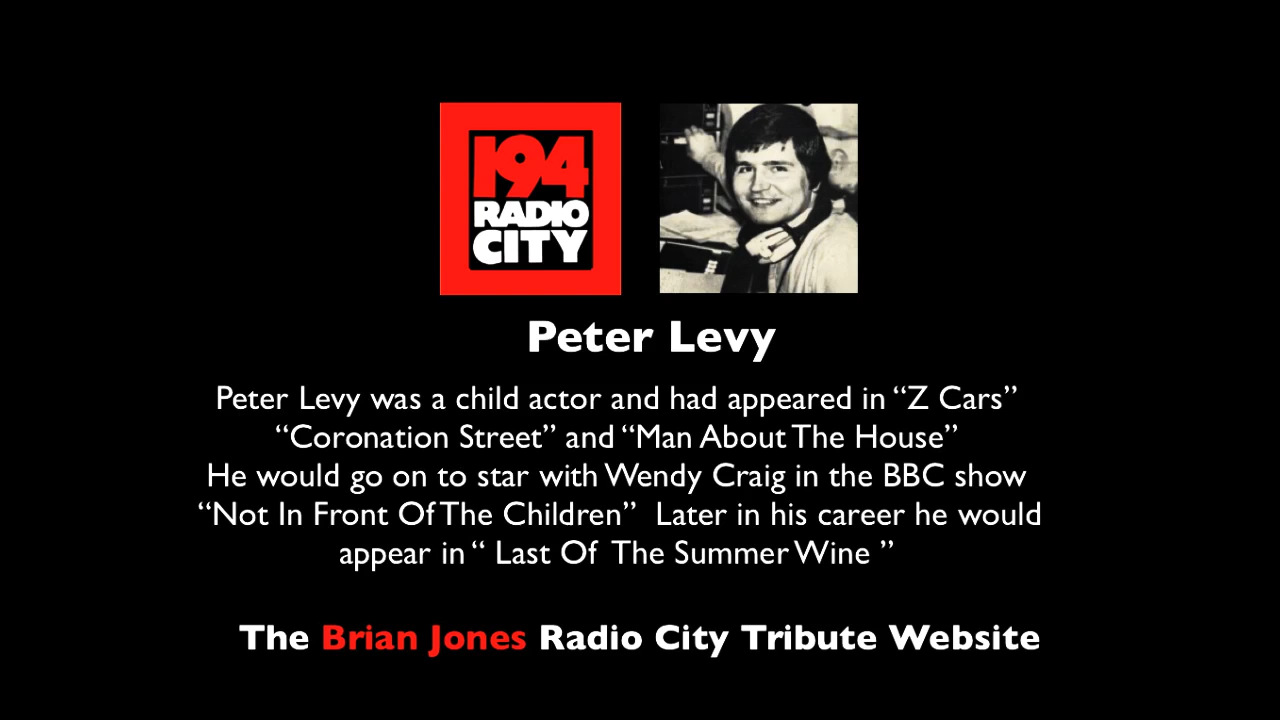 194
RADIO
CITY
Peter Levy
Peter Levy was a child actor and had appeared in “Z Cars”
“Coronation Street” and “Man About The House”
He would go on to star with Wendy Craig in the BBC show
“Not In Front Of The Children” Later in his career he would
appear in “ Last Of The Summer Wine ”
The Brian Jones Radio City Tribute Website